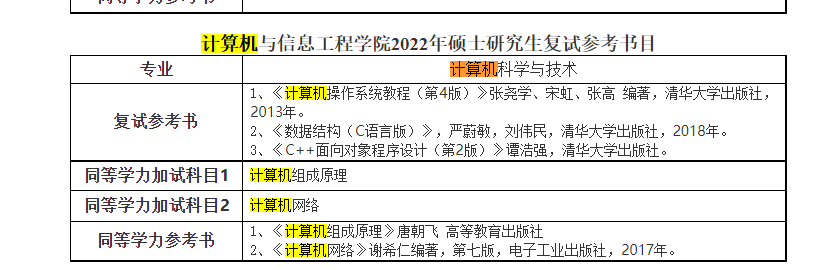 同等学力参考书
计算机与信息工程学院2022年硕士研究生复试参考书目
专业
计算机科学与技术
复试参考书
1、《计算机操作系统教程（第4版）》张尧学、宋虹、张高 编著，清华大学出版社，
2013年。
2、《数据结构（C语言版）》，严蔚敏，刘伟民，清华大学出版社，2018年。
3、《C++面向对象程序设计（第2版）》谭浩强，清华大学出版社。
同等学力加试科目1
计算机组成原理
同等学力加试科目2
计算机网络
同等学力参考书
1、《计算机组成原理》唐朝飞 高等教育出版社
2、《计算机网络》谢希仁编著，第七版，电子工业出版社，2017年。